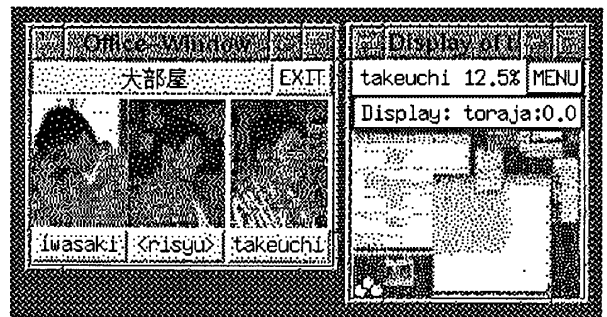 Office Window
大部屋 EXIT
iwasaki <risyu> takeuchi
Display of t
takeuchi 12.5% MENU
Display: toraja:0.0